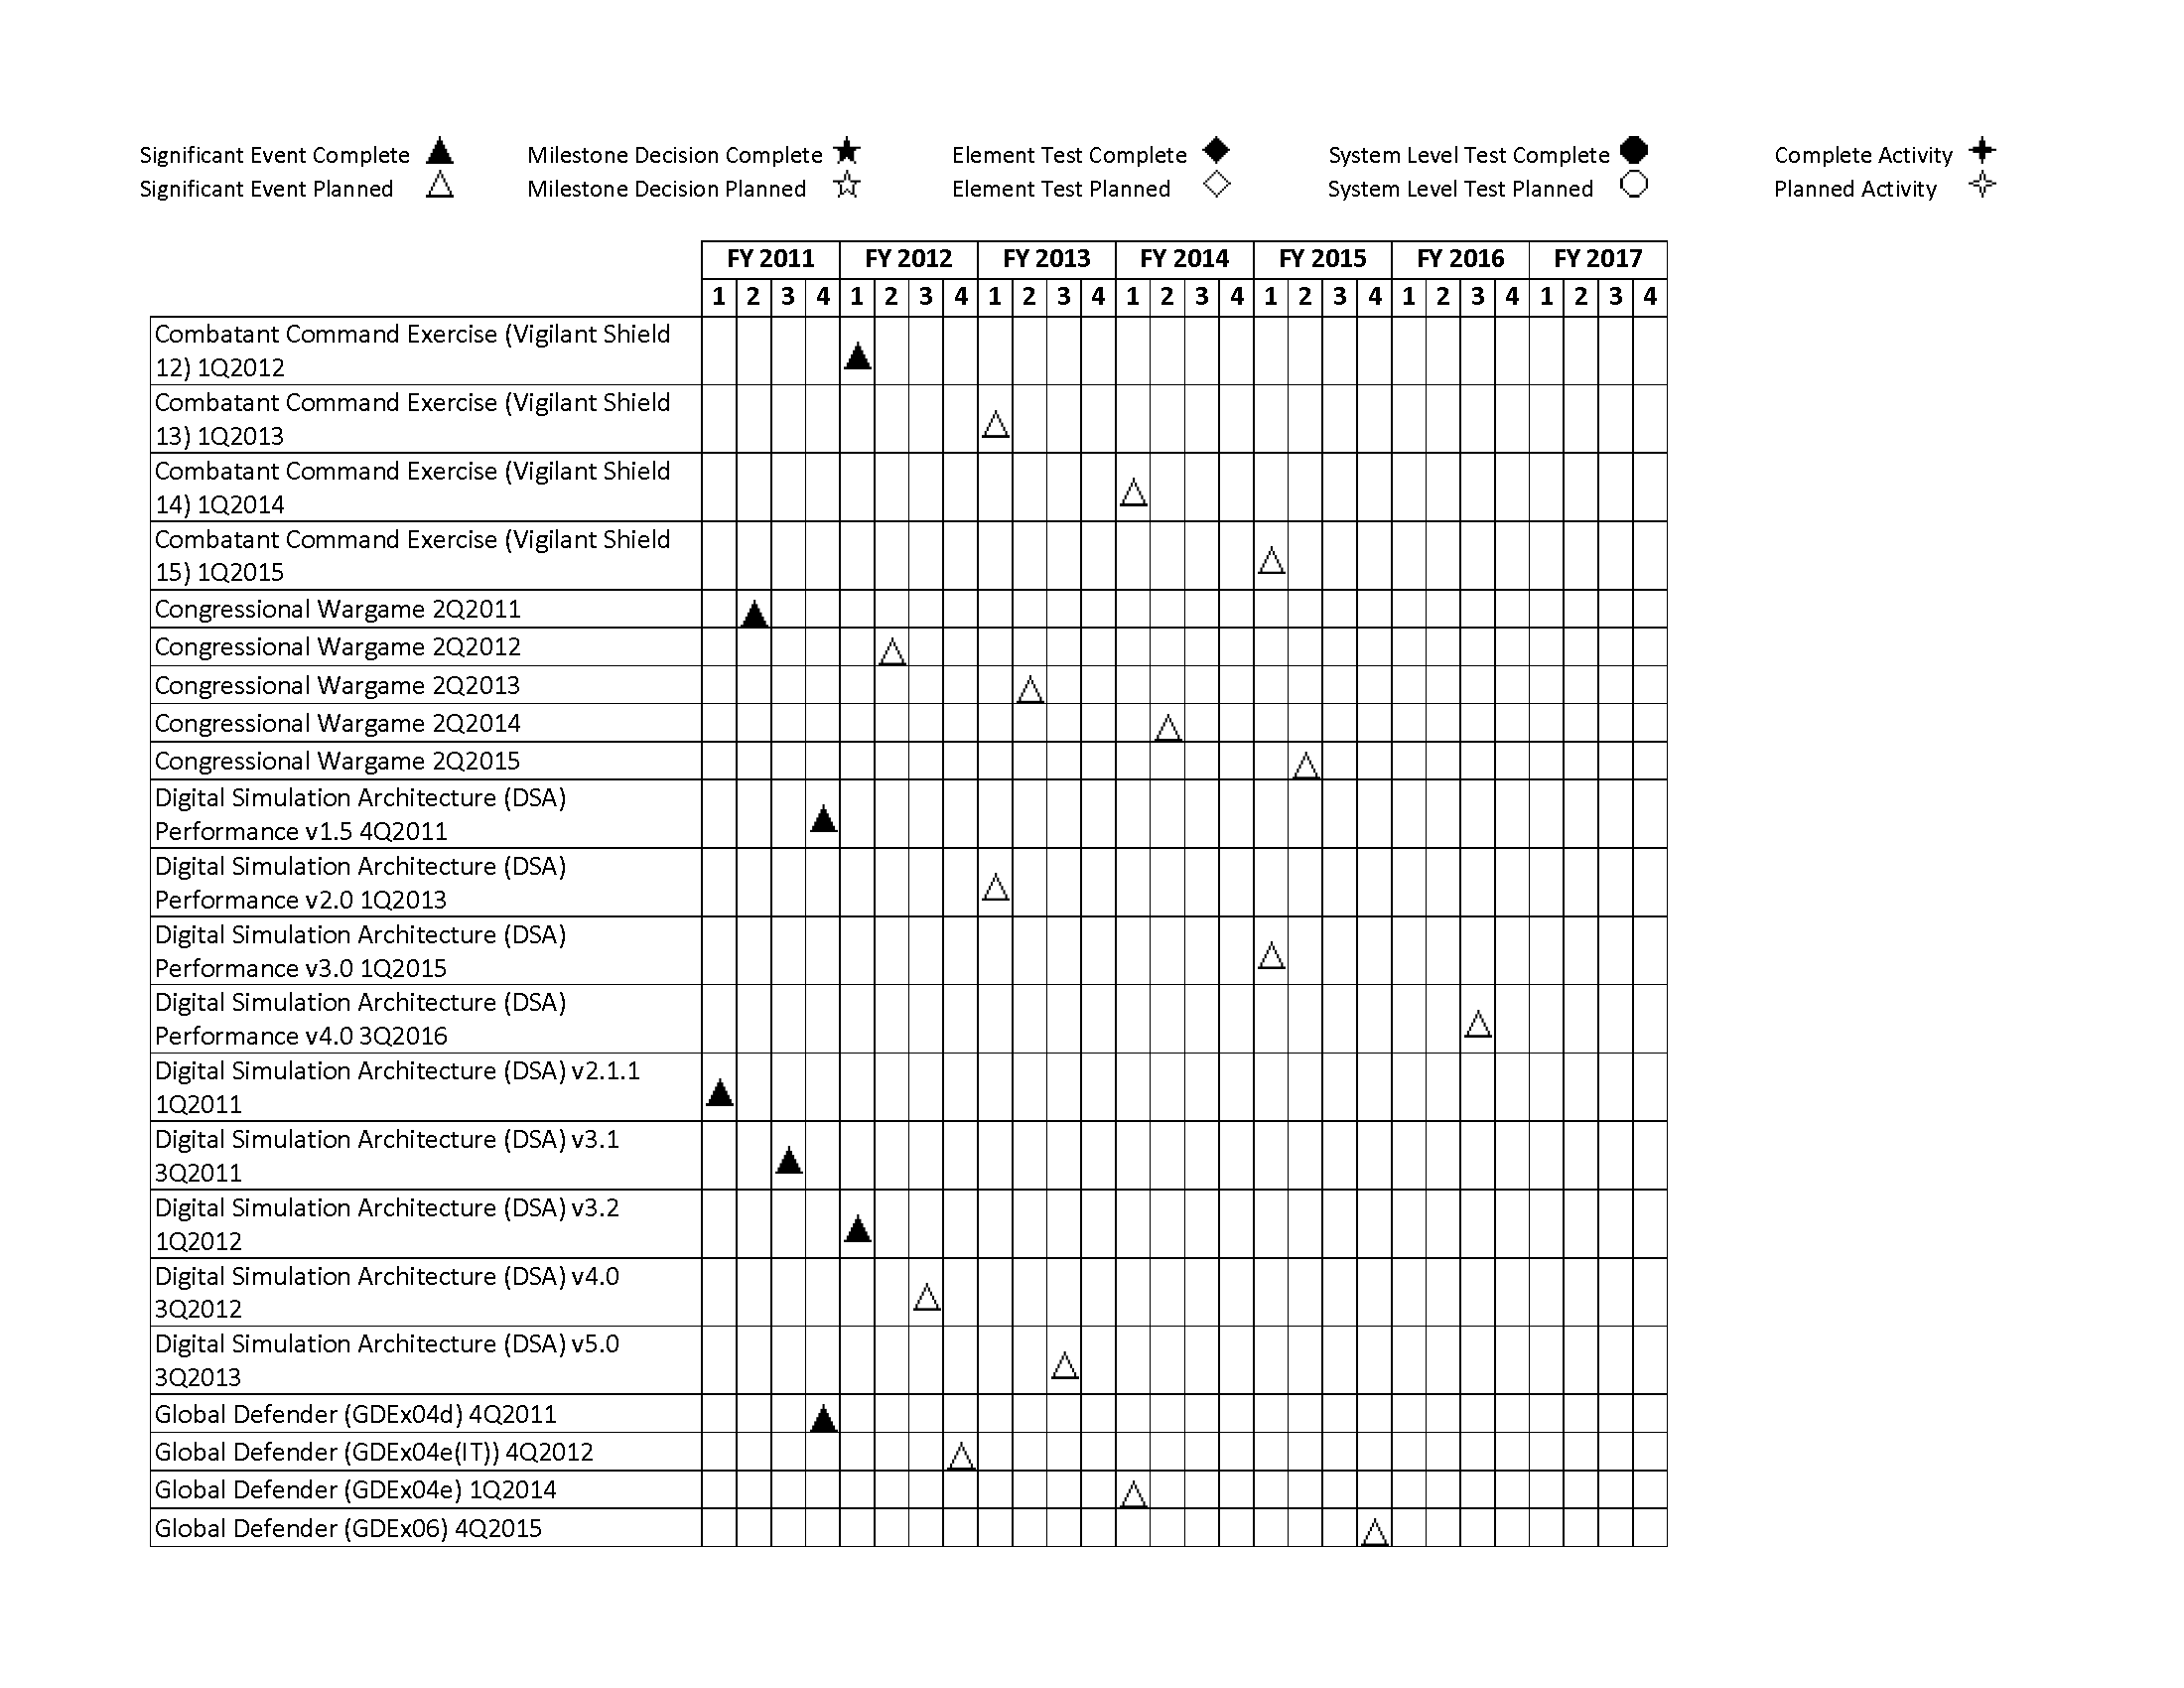 Significant Event Complete Milestone Decision Complete Element Test Complete System Level Test Complete Complete Activity
Significant Event Planned Milestone Decision Planned Element Test Planned System Level Test Planned Planned Activity
FY 2011 FY 2012 FY 2013 FY 2014 FY 2015 FY 2016 FY 2017
1 2 3 4 1 2 3 4 1 2 3 4 1 2 3 4 1 2 3 4 1 2 3 4 1 2 3 4
Combatant Command Exercise (Vigilant Shield
12) 1Q2012
Combatant Command Exercise (Vigilant Shield
13) 1Q2013
Combatant Command Exercise (Vigilant Shield
14) 1Q2014
Combatant Command Exercise (Vigilant Shield
15) 1Q2015
Congressional Wargame 2Q2011
Congressional Wargame 2Q2012
Congressional Wargame 2Q2013
Congressional Wargame 2Q2014
Congressional Wargame 2Q2015
Digital Simulation Architecture (DSA)
Performance v1.5 4Q2011
Digital Simulation Architecture (DSA)
Performance v2.0 1Q2013
Digital Simulation Architecture (DSA)
Performance v3.0 1Q2015
Digital Simulation Architecture (DSA)
Performance v4.0 3Q2016
Digital Simulation Architecture (DSA) v2.1.1
1Q2011
Digital Simulation Architecture (DSA) v3.1
3Q2011
Digital Simulation Architecture (DSA) v3.2
1Q2012
Digital Simulation Architecture (DSA) v4.0
3Q2012
Digital Simulation Architecture (DSA) v5.0
3Q2013
Global Defender (GDEx04d) 4Q2011
Global Defender (GDEx04e(IT)) 4Q2012
Global Defender (GDEx04e) 1Q2014
Global Defender (GDEx06) 4Q2015